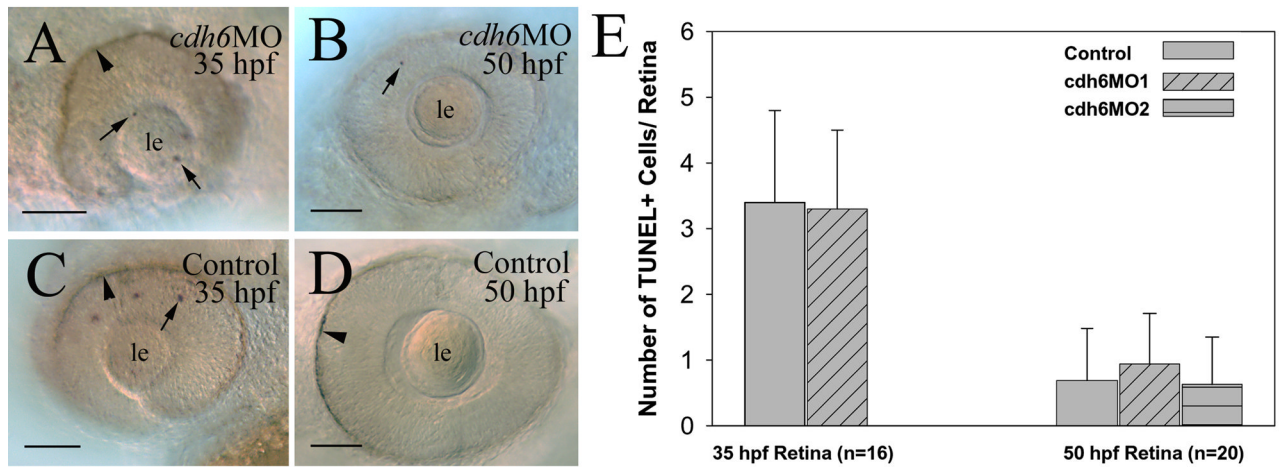 A
cdh6MO
35 hpf
le
B
cdh6MO
50 hpf
le
C
Control
35 hpf
le
D
Control
50 hpf
le
E
Number of TUNEL+ Cells/ Retina
6
5
4
3
2
1
0
Control
cdh6MO1
cdh6MO2
35 hpf Retina (n=16)
50 hpf Retina (n=20)